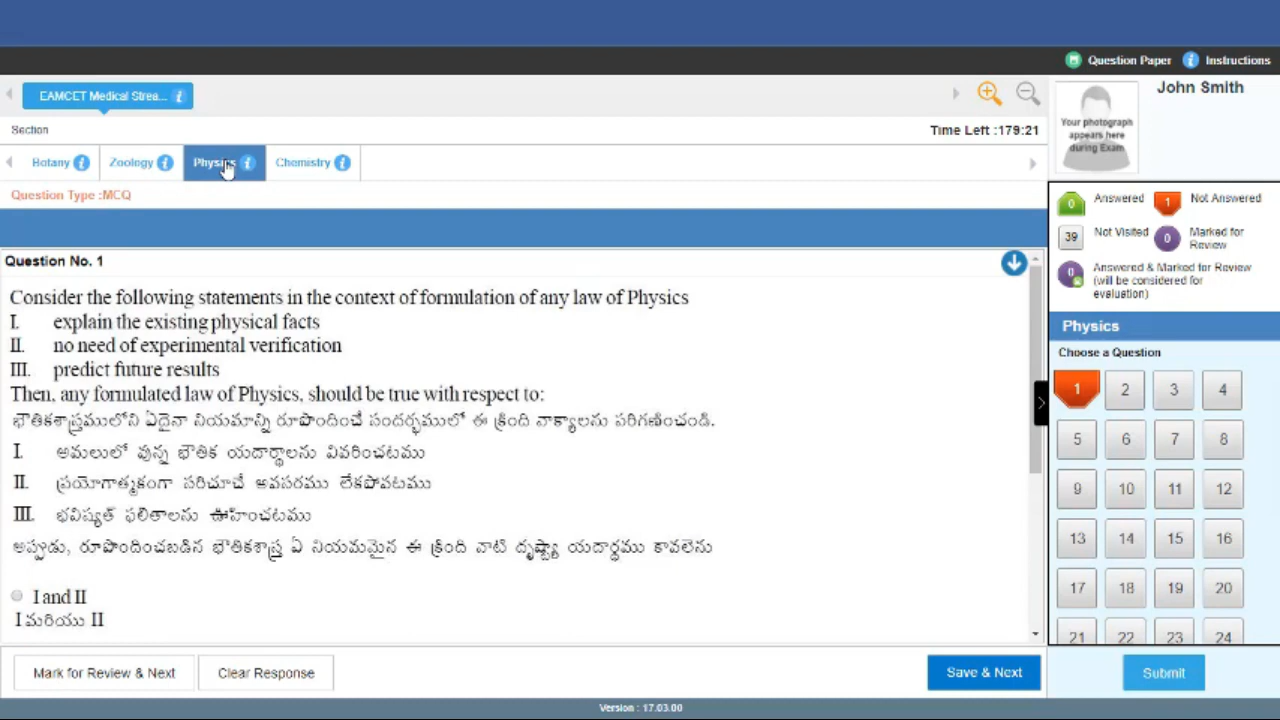 Question Paper
Instructions
EAMCET Medical Strea...
John Smith
Your photograph
appears here
during Exam
Section
Time Left :179:21
Botany
Zoology
Physics
Chemistry
Question Type :MCQ
0 Answered
1 Not Answered
39 Not Visited
0 Marked for
Review
0 Answered & Marked for Review
(will be considered for
evaluation)
Question No. 1
Consider the following statements in the context of formulation of any law of Physics
I. explain the existing physical facts
II. no need of experimental verification
III. predict future results
Then, any formulated law of Physics, should be true with respect to:
భౌతికశాస్త్రములోని ఏదైనా నియమాన్ని రూపొందించే సందర్భములో ఈ క్రింది వాక్యాలను పరిగణించండి.
I. అమలులో వున్న భౌతిక యదార్థాలను వివరించటము
II. ప్రయోగాత్మకంగా సరిచూచే అవసరము లేకపోవటము
III. భవిష్యత్ ఫలితాలను ఊహించటము
అప్పుడు, రూపొందించబడిన భౌతికశాస్త్ర ఏ నియమమైన ఈ క్రింది వాటి దృష్ట్యా యదార్థము కావలెను
I and II
I మరియు II
Physics
Choose a Question
1 2 3 4
5 6 7 8
9 10 11 12
13 14 15 16
17 18 19 20
21 22 23 24
Mark for Review & Next
Clear Response
Save & Next
Submit
Version : 17.03.00